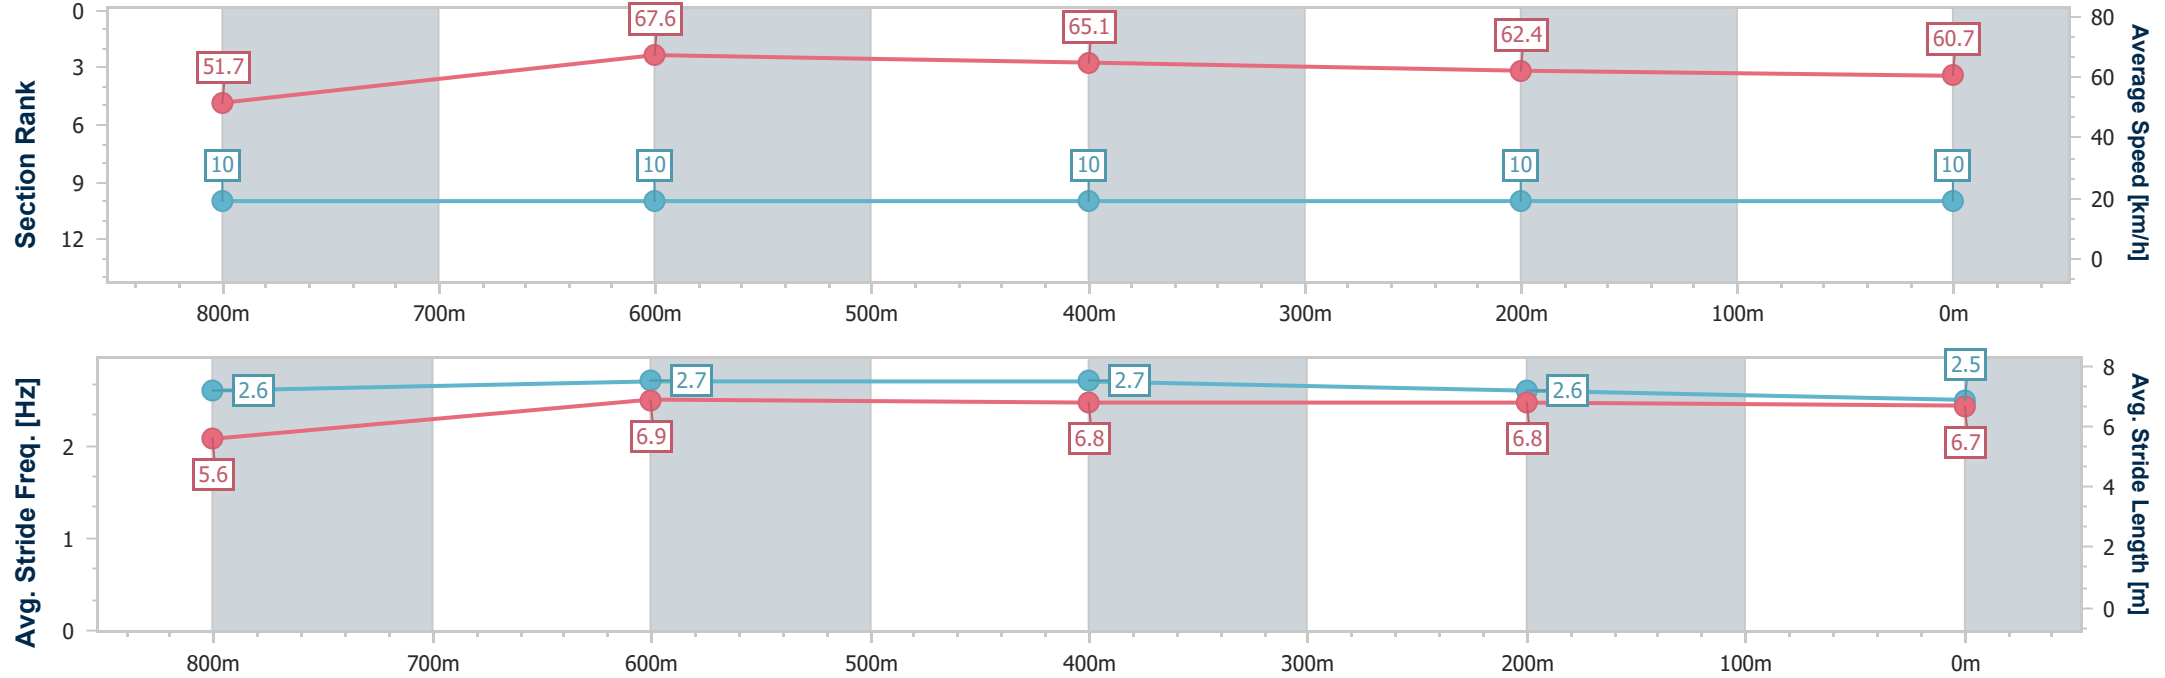 Section Rank
0
3
6
9
12
51.7
67.6
65.1
62.4
60.7
10
10
10
10
10
80
60
40
20
0
Average Speed [km/h]
800m
700m
600m
500m
400m
300m
200m
100m
0m
Avg. Stride Freq. [Hz]
2
1
0
2.6
2.7
2.7
2.6
2.5
5.6
6.9
6.8
6.8
6.7
8
6
4
2
0
Avg. Stride Length [m]
800m
700m
600m
500m
400m
300m
200m
100m
0m